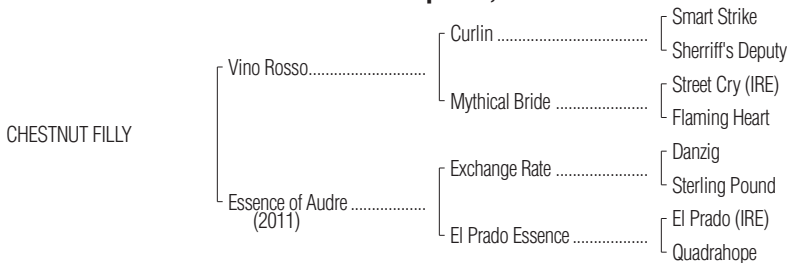 Smart Strike
Curlin
Sherriff's Deputy
Vino Rosso
Street Cry (IRE)
Mythical Bride
Flaming Heart
CHESTNUT FILLY
Danzig
Exchange Rate
Sterling Pound
Essence of Audre
(2011)
El Prado (IRE)
El Prado Essence
Quadrahope